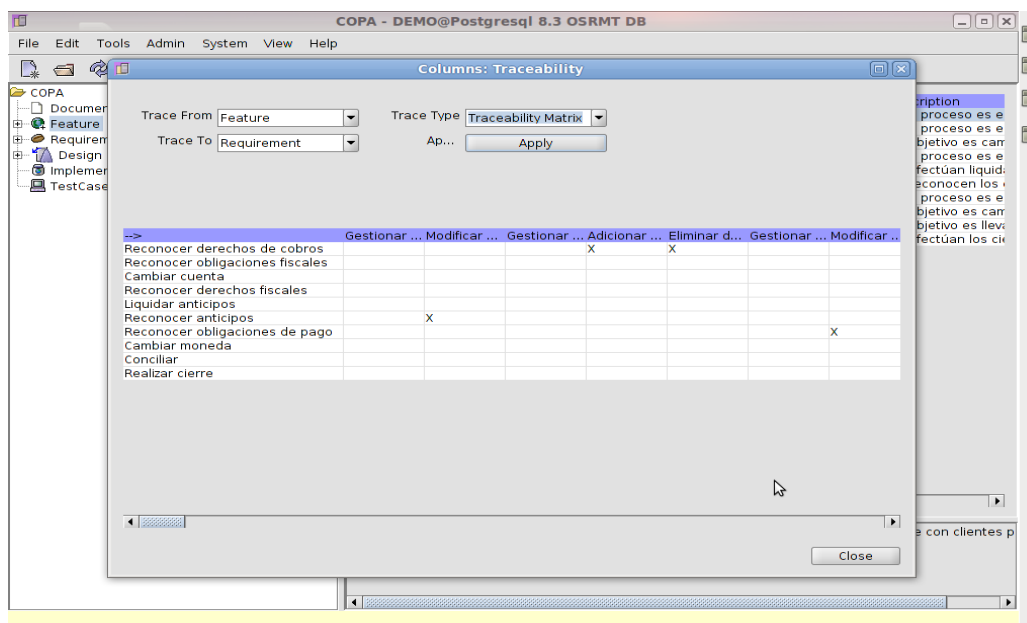 COPA - DEMO@Postgresql 8.3 OSRMT DB
File Edit Tools Admin System View Help
Columns: Traceability
COPA
Documen
Feature
Requirem
Design
Implemen
TestCase
Trace From Feature Trace Type Traceability Matrix
Trace To Requirement Ap... Apply
--> Gestionar ... Modificar ... Gestionar ... Adicionar ... Eliminar d... Gestionar ... Modificar ..
Reconocer derechos de cobros X X
Reconocer obligaciones fiscales
Cambiar cuenta
Reconocer derechos fiscales
Liquidar anticipos
Reconocer anticipos X
Reconocer obligaciones de pago X
Cambiar moneda
Conciliar
Realizar cierre
Close
cription
proceso es e
proceso es e
bjetivo es cam
proceso es e
fectúan liquid
econocen los
proceso es e
bjetivo es cam
bjetivo es lleva
fectúan los cie
e con clientes p